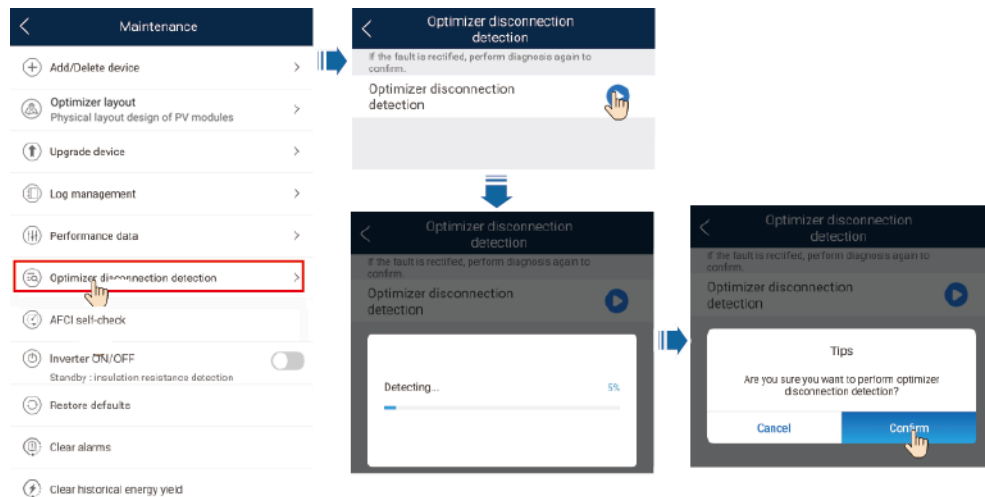 Maintenance
Add/Delete device
Optimizer layout
Physical layout design of PV modules
Upgrade device
Log management
Performance data
Optimizer disconnection detection
AFCI self-check
Inverter ON/OFF
Standby : insulation resistance detection
Restore defaults
Clear alarms
Clear historical energy yield
Optimizer disconnection
detection
If the fault is rectified, perform diagnosis again to
confirm.
Optimizer disconnection
detection
Optimizer disconnection
detection
If the fault is rectified, perform diagnosis again to
confirm.
Optimizer disconnection
detection
Detecting... 5%
Optimizer disconnection
detection
If the fault is rectified, perform diagnosis again to
confirm.
Optimizer disconnection
detection
Tips
Are you sure you want to perform optimizer
disconnection detection?
Cancel Confirm